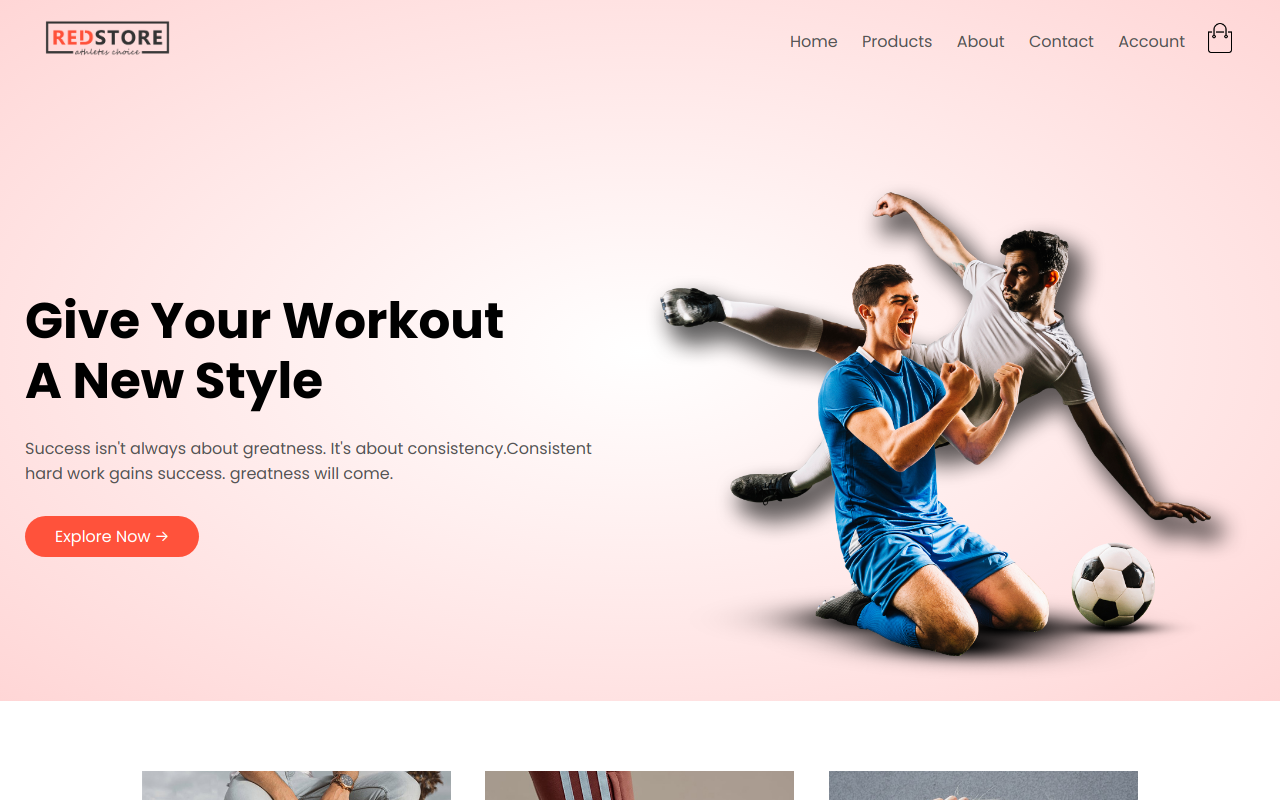 REDSTORE
athletes choice
Home Products About Contact Account
Give Your Workout
A New Style
Success isn't always about greatness. It's about consistency.Consistent
hard work gains success. greatness will come.
Explore Now →